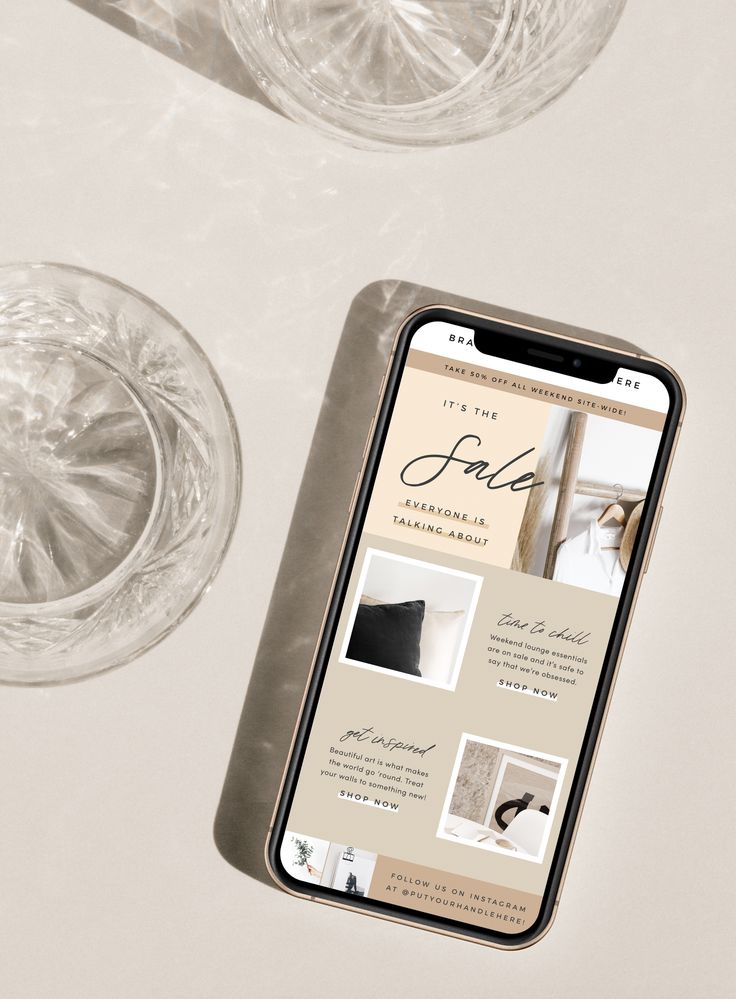 TAKE 50% OFF ALL WEEKEND SITE-WIDE!
IT'S THE
Sale
EVERYONE IS
TALKING ABOUT
time to chill
Weekend lounge essentials
are on sale and it's safe to
say that we're obsessed.
SHOP NOW
get inspired
Beautiful art is what makes
the world go 'round. Treat
your walls to something new!
SHOP NOW
FOLLOW US ON INSTAGRAM
AT @PUTYOURHANDLEHERE!